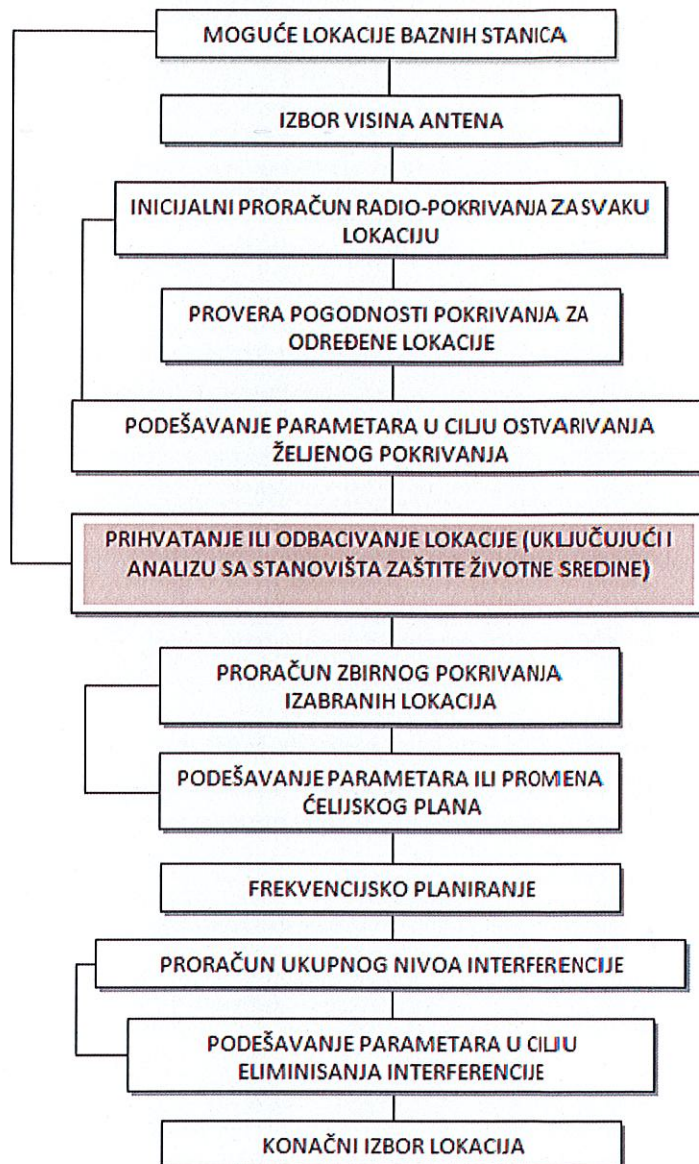 MOGUĆE LOKACIJE BAZNIH STANICA
IZBOR VISINA ANTENA
INICIJALNI PRORAČUN RADIO-POKRIVANJA ZA SVAKU
LOKACIJU
PROVERA POGODNOSTI POKRIVANJA ZA
ODREĐENE LOKACIJE
PODEŠAVANJE PARAMETARA U CILJU OSTVARIVANJA
ŽELJENOG POKRIVANJA
PRIHVATANJE ILI ODBACIVANJE LOKACIJE (UKLJUČUJUĆI I
ANALIZU SA STANOVIŠTA ZAŠTITE ŽIVOTNE SREDINE)
PRORAČUN ZBIRNOG POKRIVANJA
IZABRANIH LOKACIJA
PODEŠAVANJE PARAMETARA ILI PROMENA
ĆELIJSKOG PLANA
FREKVENCIJSKO PLANIRANJE
PRORAČUN UKUPNOG NIVOA INTERFERENCIJE
PODEŠAVANJE PARAMETARA U CILJU
ELIMINISANJA INTERFERENCIJE
KONAČNI IZBOR LOKACIJA